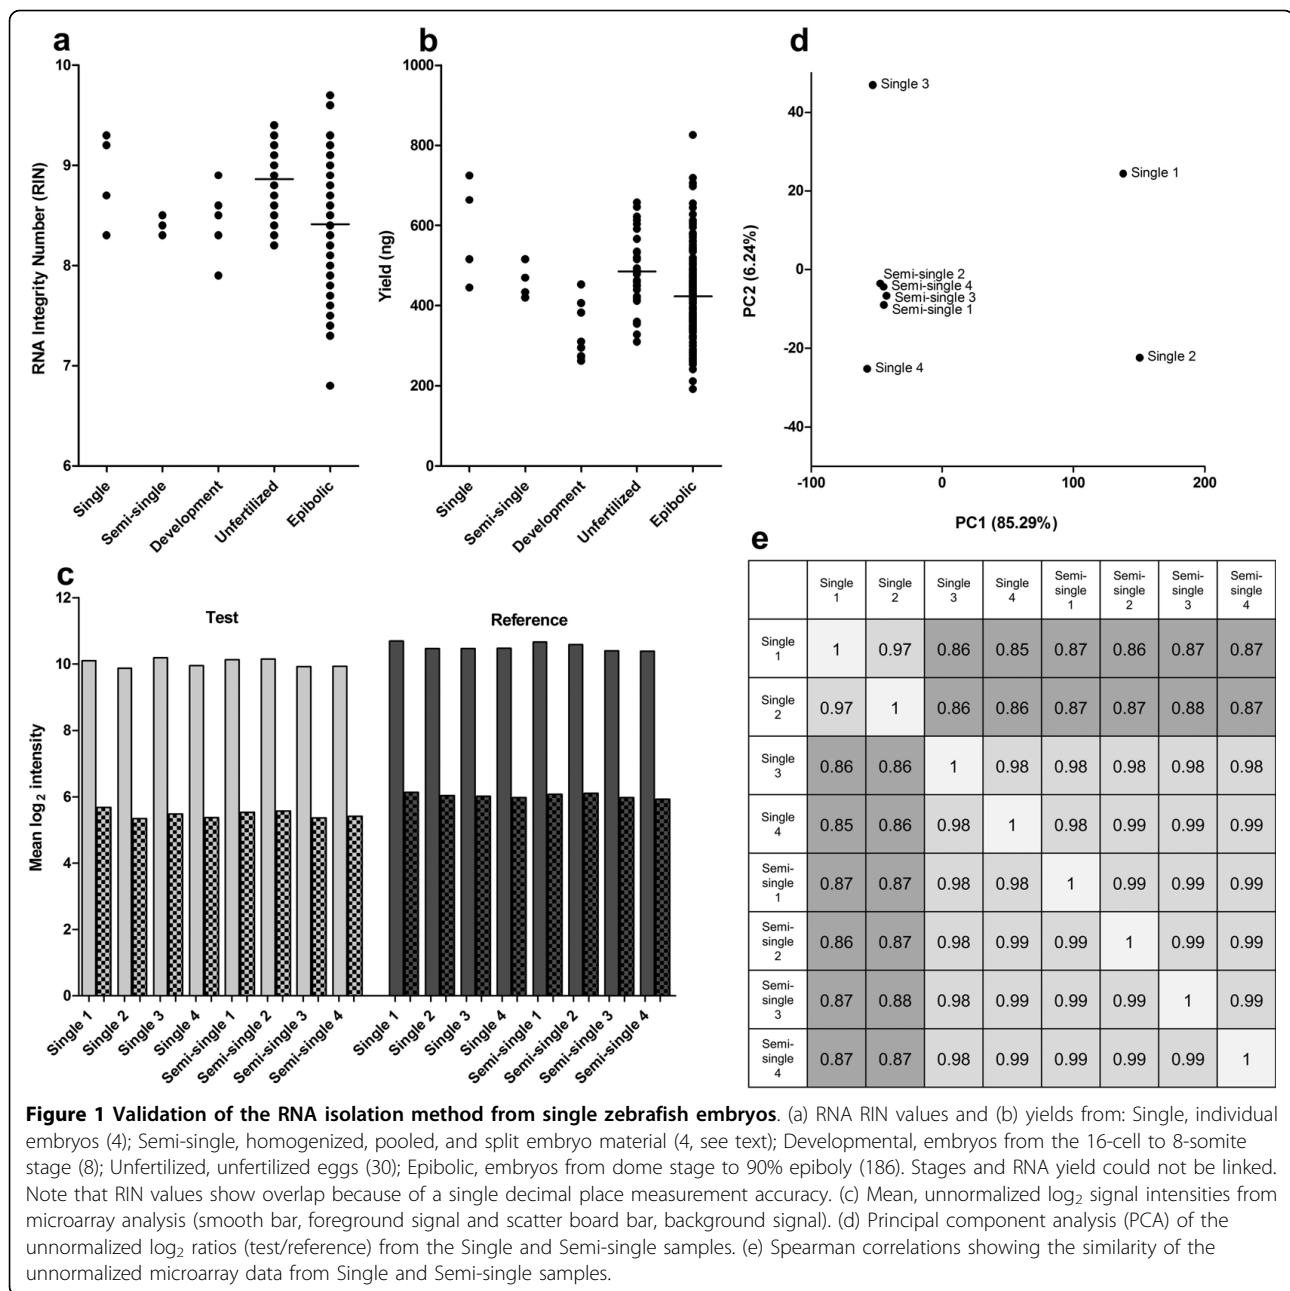 a
10
9
8
7
6
RNA Integrity Number (RIN)
Single
Semi-single
Development
Unfertilized
Epibolic
b
1000
800
600
400
200
0
Yield (ng)
Single
Semi-single
Development
Unfertilized
Epibolic
d
40
20
0
-20
-40
PC2 (6.24%)
Single 3
Single 1
Semi-single 2
Semi-single 4
Semi-single 3
Semi-single 1
Single 2
Single 4
-100 0 100 200
PC1 (85.29%)
c
12
10
8
6
4
2
0
Mean log2 intensity
Test
Reference
Single 1
Single 2
Single 3
Single 4
Semi-single 1
Semi-single 2
Semi-single 3
Semi-single 4
Single 1
Single 2
Single 3
Single 4
Semi-single 1
Semi-single 2
Semi-single 3
Semi-single 4
e
Single 1 Single 2 Single 3 Single 4 Semi-single 1 Semi-single 2 Semi-single 3 Semi-single 4
Single 1 1 0.97 0.86 0.85 0.87 0.86 0.87 0.87
Single 2 0.97 1 0.86 0.86 0.87 0.87 0.88 0.87
Single 3 0.86 0.86 1 0.98 0.98 0.98 0.98 0.98
Single 4 0.85 0.86 0.98 1 0.98 0.99 0.99 0.99
Semi-single 1 0.87 0.87 0.98 0.98 1 0.99 0.99 0.99
Semi-single 2 0.86 0.87 0.98 0.99 0.99 1 0.99 0.99
Semi-single 3 0.87 0.88 0.98 0.99 0.99 0.99 1 0.99
Semi-single 4 0.87 0.87 0.98 0.99 0.99 0.99 0.99 1
Figure 1 Validation of the RNA isolation method from single zebrafish embryos. (a) RNA RIN values and (b) yields from: Single, individual
embryos (4); Semi-single, homogenized, pooled, and split embryo material (4, see text); Developmental, embryos from the 16-cell to 8-somite
stage (8); Unfertilized, unfertilized eggs (30); Epibolic, embryos from dome stage to 90% epiboly (186). Stages and RNA yield could not be linked.
Note that RIN values show overlap because of a single decimal place measurement accuracy. (c) Mean, unnormalized log2 signal intensities from
microarray analysis (smooth bar, foreground signal and scatter board bar, background signal). (d) Principal component analysis (PCA) of the
unnormalized log2 ratios (test/reference) from the Single and Semi-single samples. (e) Spearman correlations showing the similarity of the
unnormalized microarray data from Single and Semi-single samples.